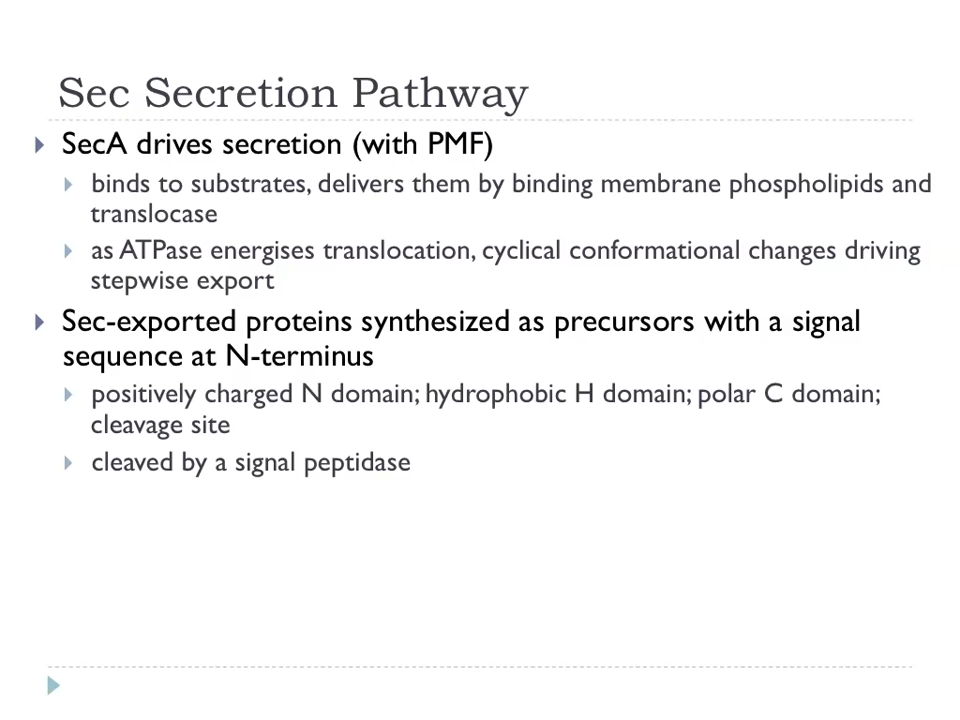 Sec Secretion Pathway
SecA drives secretion (with PMF)
binds to substrates, delivers them by binding membrane phospholipids and
translocase
as ATPase energises translocation, cyclical conformational changes driving
stepwise export
Sec-exported proteins synthesized as precursors with a signal
sequence at N-terminus
positively charged N domain; hydrophobic H domain; polar C domain;
cleavage site
cleaved by a signal peptidase